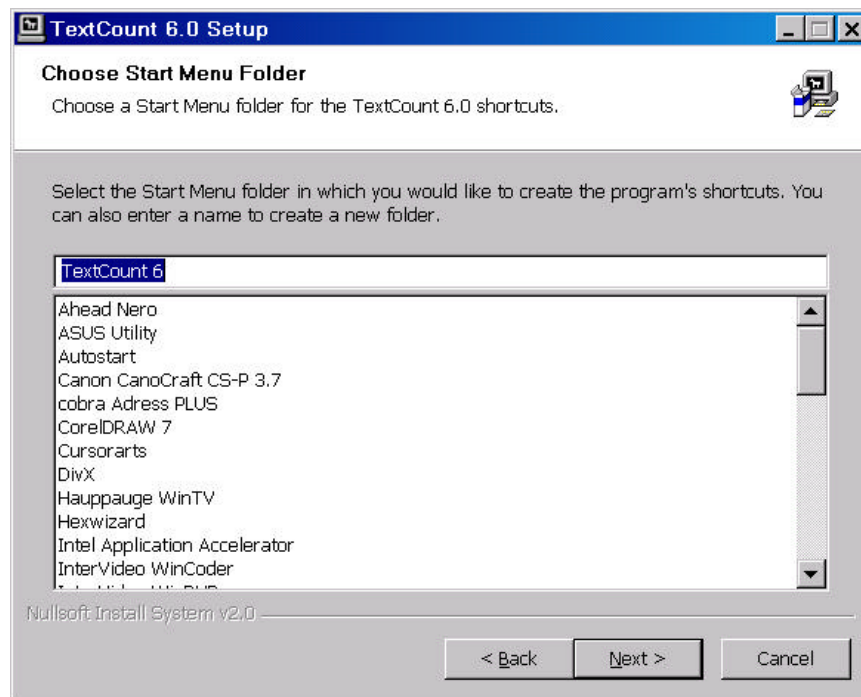 TextCount 6.0 Setup
Choose Start Menu Folder
Choose a Start Menu folder for the TextCount 6.0 shortcuts.
Select the Start Menu folder in which you would like to create the program's shortcuts. You
can also enter a name to create a new folder.
TextCount 6
Ahead Nero
ASUS Utility
Autostart
Canon CanoCraft CS-P 3.7
cobra Adress PLUS
CorelDRAW 7
Cursorarts
DivX
Hauppauge WinTV
Hexwizard
Intel Application Accelerator
InterVideo WinCoder
Nullsoft Install System v2.0
< Back
Next >
Cancel